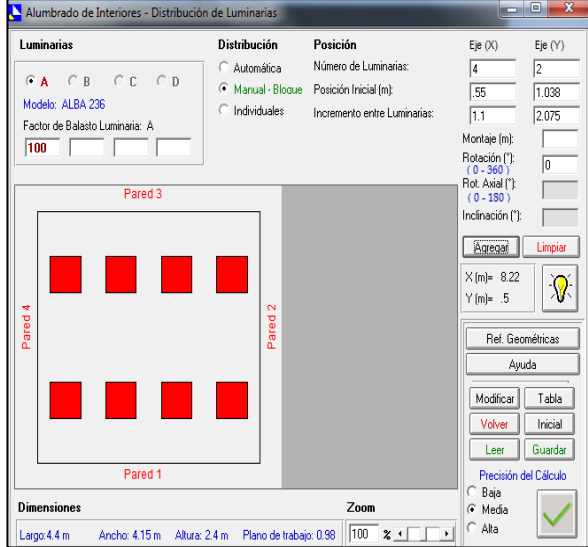 Alumbrado de Interiores - Distribución de Luminarias
Luminarias
A B C D
Modelo: ALBA 236
Factor de Balasto Luminaria: A
100
Distribución
Automática
Manual - Bloque
Individuales
Posición Eje (X) Eje (Y)
Número de Luminarias: 4 2
Posición Inicial (m): .55 1.038
Incremento entre Luminarias: 1.1 2.075
Montaje (m):
Rotación (°): 0
( 0 - 360 )
Rot. Axial (°):
( 0 - 180 )
Inclinación (°):
Agregar Limpiar
X (m)= 8.22
Y (m)= .5
Pared 3
Pared 4
Pared 2
Pared 1
Ref. Geométricas
Ayuda
Modificar Tabla
Volver Inicial
Leer Guardar
Precisión del Cálculo
Baja
Media
Alta
Dimensiones
Largo:4.4 m Ancho: 4.15 m Altura: 2.4 m Plano de trabajo: 0.98
Zoom
100 %